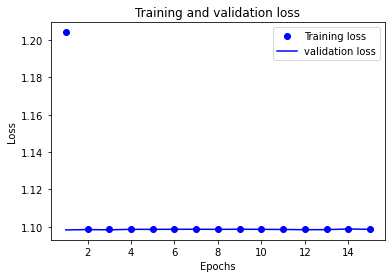 Training and validation loss
Training loss
validation loss
Loss
1.20
1.18
1.16
1.14
1.12
1.10
2 4 6 8 10 12 14
Epochs